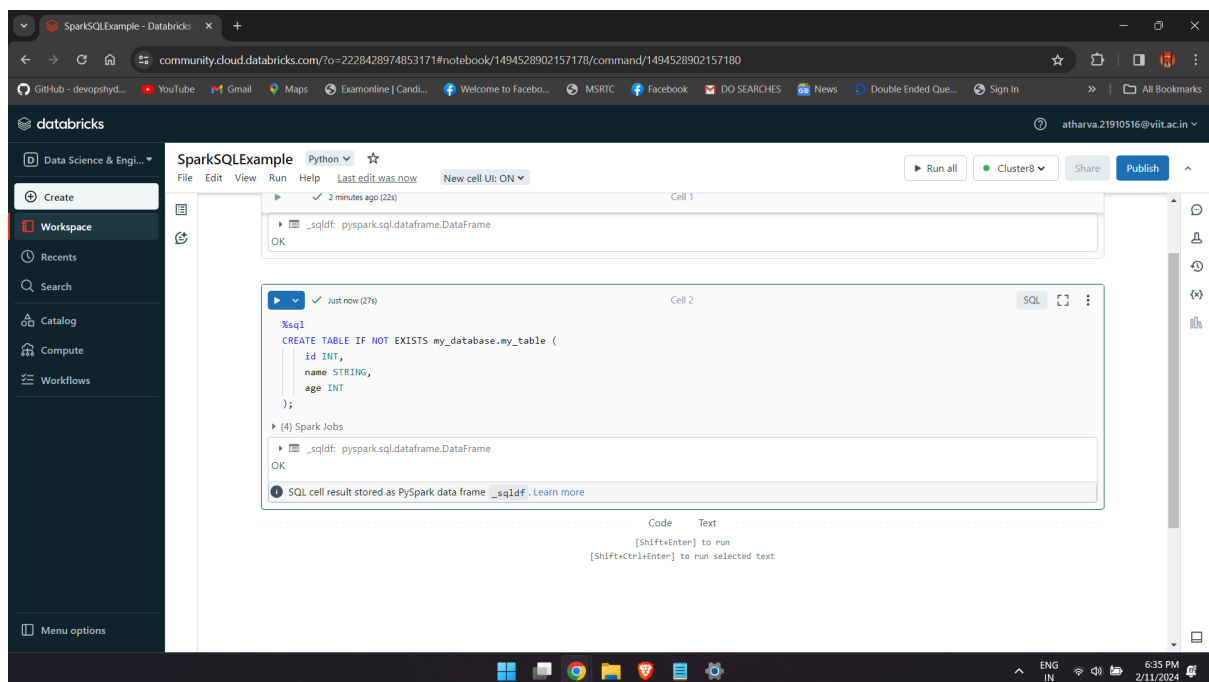 SparkSQLExample - Databricks
community.cloud.databricks.com/?o=2228428974853171#notebook/1494528902157178/command/1494528902157180
GitHub - devopshyd... YouTube Gmail Maps Examonline | Candi... Welcome to Facebo... MSRTC Facebook DO SEARCHES GB News Double Ended Que... Sign In » All Bookmarks
databricks
atharva.21910516@viit.ac.in
D Data Science & Engi...
Create
Workspace
Recents
Search
Catalog
Compute
Workflows
Menu options
SparkSQLExample Python
File Edit View Run Help Last edit was now New cell UI: ON
Run all Cluster8 Share Publish
2 minutes ago (22s) Cell 1
_sqldf: pyspark.sql.dataframe.DataFrame
OK
Just now (27s) Cell 2 SQL
%sql
CREATE TABLE IF NOT EXISTS my_database.my_table (
id INT,
name STRING,
age INT
);
(4) Spark Jobs
_sqldf: pyspark.sql.dataframe.DataFrame
OK
SQL cell result stored as PySpark data frame _sqldf. Learn more
Code Text
[Shift+Enter] to run
[Shift+Ctrl+Enter] to run selected text
{x}
ENG
IN
6:35 PM
2/11/2024